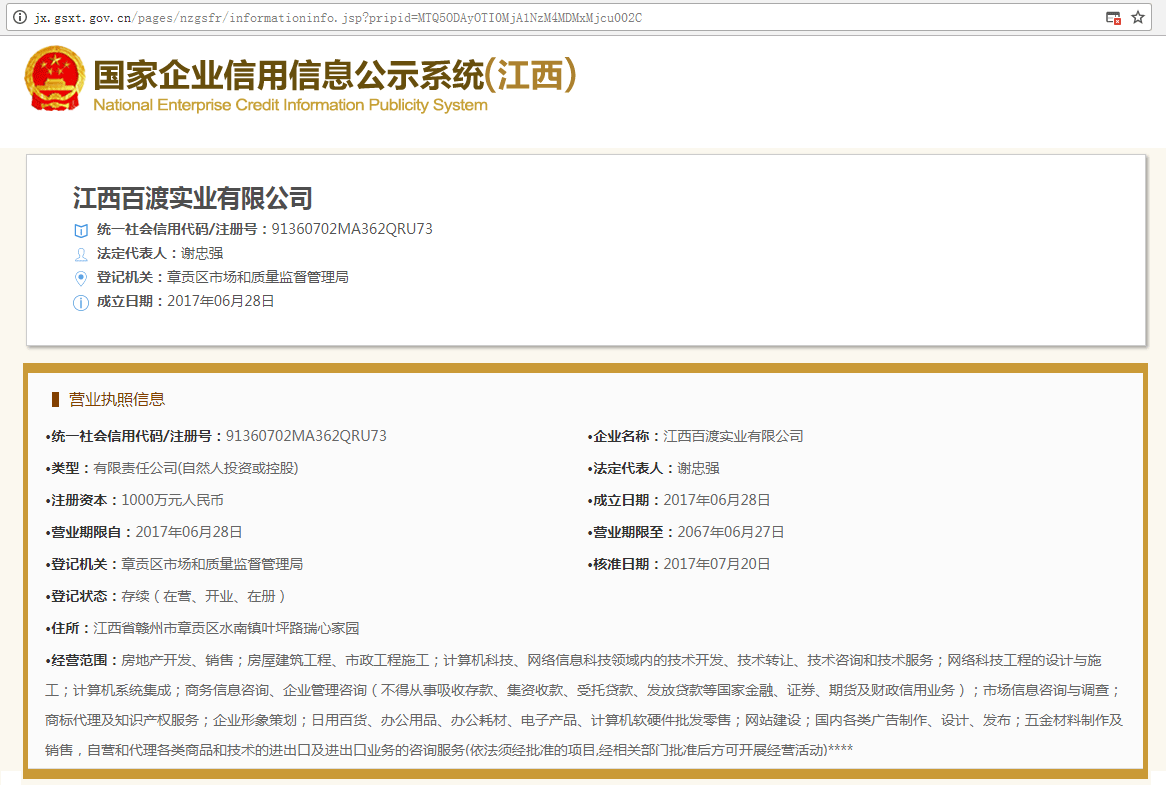 jx.gsxt.gov.cn/pages/nzgsfr/informationinfo.jsp?pripid=MTQ5ODAyOTI0MjA1NzM4MDMxMjcu002C
国家企业信用信息公示系统(江西)
National Enterprise Credit Information Publicity System
江西百渡实业有限公司
统一社会信用代码/注册号：91360702MA362QRU73
法定代表人：谢忠强
登记机关：章贡区市场和质量监督管理局
成立日期：2017年06月28日
营业执照信息
•统一社会信用代码/注册号：91360702MA362QRU73
•企业名称：江西百渡实业有限公司
•类型：有限责任公司(自然人投资或控股)
•法定代表人：谢忠强
•注册资本：1000万元人民币
•成立日期：2017年06月28日
•营业期限自：2017年06月28日
•营业期限至：2067年06月27日
•登记机关：章贡区市场和质量监督管理局
•核准日期：2017年07月20日
•登记状态：存续（在营、开业、在册）
•住所：江西省赣州市章贡区水南镇叶坪路瑞心家园
•经营范围：房地产开发、销售；房屋建筑工程、市政工程施工；计算机科技、网络信息科技领域内的技术开发、技术转让、技术咨询和技术服务；网络科技工程的设计与施
工；计算机系统集成；商务信息咨询、企业管理咨询（不得从事吸收存款、集资收款、受托贷款、发放贷款等国家金融、证券、期货及财政信用业务）；市场信息咨询与调查；
商标代理及知识产权服务；企业形象策划；日用百货、办公用品、办公耗材、电子产品、计算机软硬件批发零售；网站建设；国内各类广告制作、设计、发布；五金材料制作及
销售，自营和代理各类商品和技术的进出口及进出口业务的咨询服务(依法须经批准的项目,经相关部门批准后方可开展经营活动)****